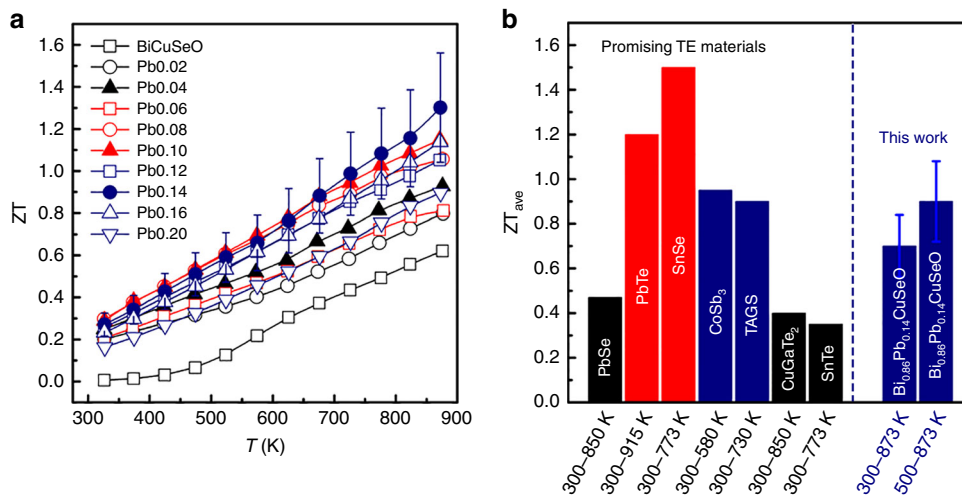 a
ZT
1.6
1.4
1.2
1.0
0.8
0.6
0.4
0.2
0.0
BiCuSeO
Pb0.02
Pb0.04
Pb0.06
Pb0.08
Pb0.10
Pb0.12
Pb0.14
Pb0.16
Pb0.20
300 400 500 600 700 800 900
T (K)
b
ZTave
1.6
1.4
1.2
1.0
0.8
0.6
0.4
0.2
0.0
Promising TE materials
This work
PbSe
PbTe
SnSe
CoSb3
TAGS
CuGaTe2
SnTe
Bi0.86Pb0.14CuSeO
Bi0.86Pb0.14CuSeO
300–850 K
300–915 K
300–773 K
300–580 K
300–730 K
300–850 K
300–773 K
300–873 K
500–873 K